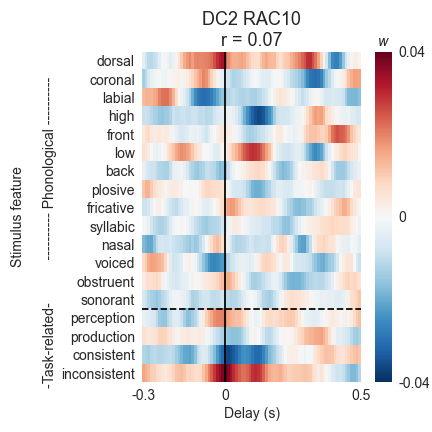 DC2 RAC10
r = 0.07
w
dorsal
coronal
labial
high
front
low
back
plosive
fricative
syllabic
nasal
voiced
obstruent
sonorant
perception
production
consistent
inconsistent
Stimulus feature
---------- Phonological ----------
-Task-related-
-0.3
0
0.5
Delay (s)
0.04
0
-0.04